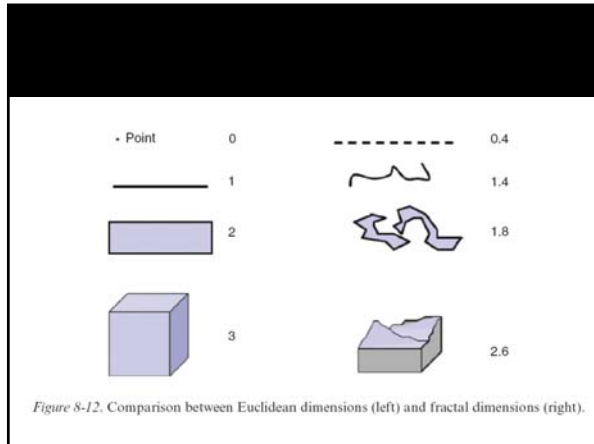 Point 0 0.4
1 1.4
2 1.8
3 2.6
Figure 8-12. Comparison between Euclidean dimensions (left) and fractal dimensions (right).